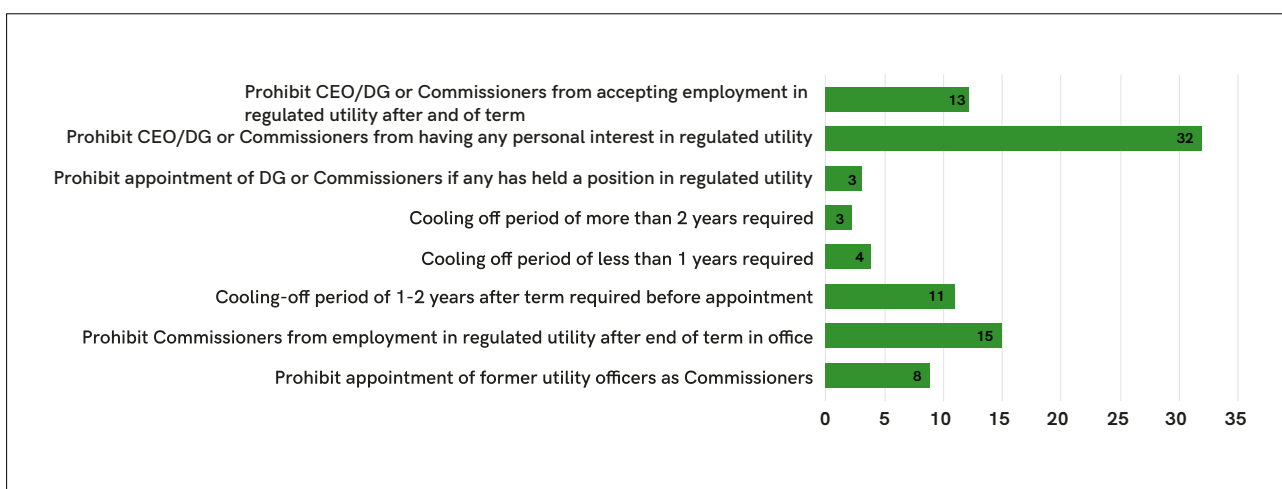 Prohibit CEO/DG or Commissioners from accepting employment in
regulated utility after and of term
13
Prohibit CEO/DG or Commissioners from having any personal interest in regulated utility
32
Prohibit appointment of DG or Commissioners if any has held a position in regulated utility
3
Cooling off period of more than 2 years required
3
Cooling off period of less than 1 years required
4
Cooling-off period of 1-2 years after term required before appointment
11
Prohibit Commissioners from employment in regulated utility after end of term in office
15
Prohibit appointment of former utility officers as Commissioners
8
0 5 10 15 20 25 30 35